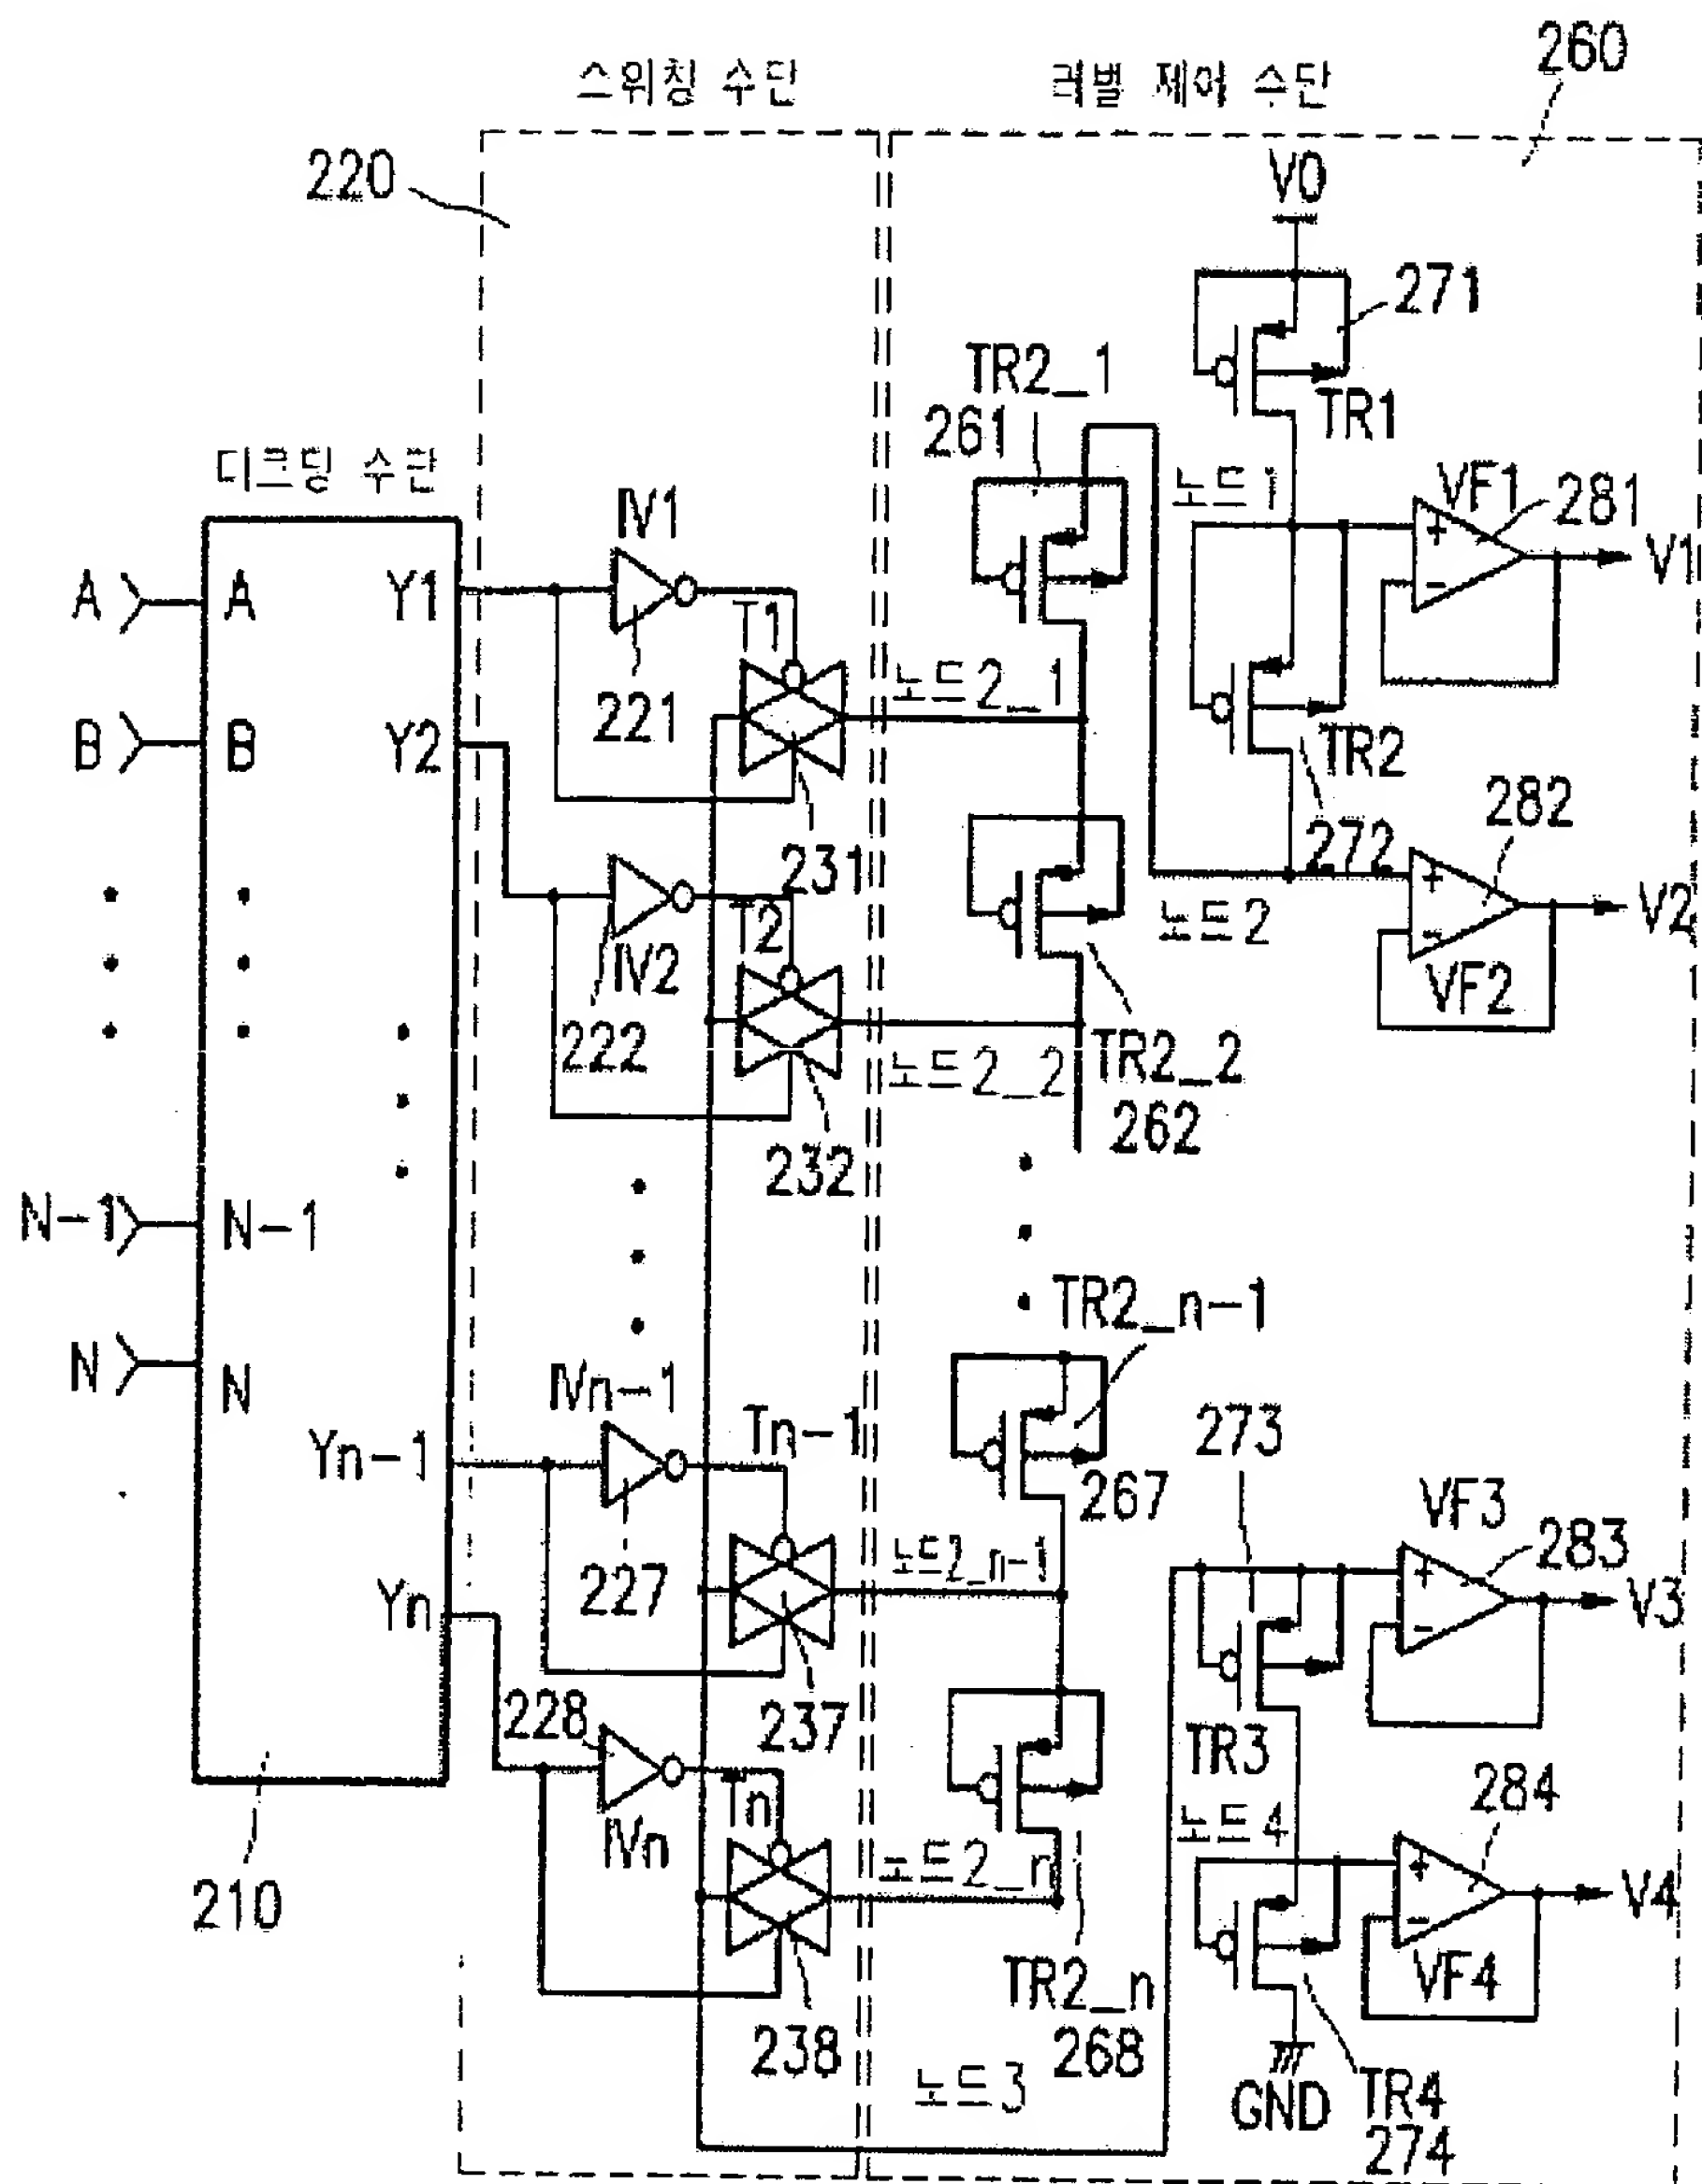 260
스위칭 수단
레벨 제어 수단
220
V0
271
TR2_1
261
TR1
디코딩 수단
노드1
VF1
281
IV1
V1
A
A
Y1
T1
노드2_1
221
B
B
Y2
TR2
282
272
231
T2
노드2
V2
IV2
VF2
222
노드2_2
TR2_2
262
232
N-1
N-1
TR2_n-1
N
N
IVn-1
Tn-1
273
Yn-1
267
VF3
노드2_n-1
283
227
V3
Yn
228
237
TR3
Tn
284
노드4
IVn
노드2_n
V4
210
VF4
TR2_n
238
268
노드3
GND
TR4
274